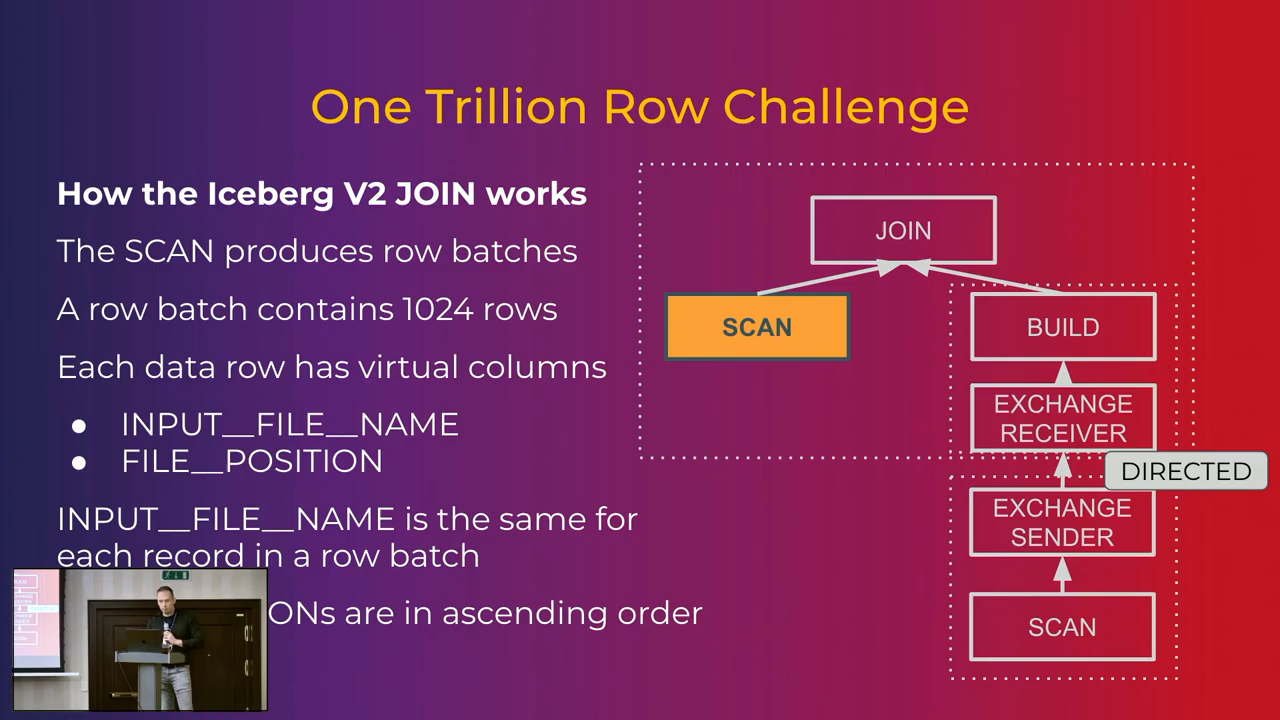 One Trillion Row Challenge
How the Iceberg V2 JOIN works
The SCAN produces row batches
A row batch contains 1024 rows
Each data row has virtual columns
● INPUT__FILE__NAME
● FILE__POSITION
INPUT__FILE__NAME is the same for
each record in a row batch
ONs are in ascending order
JOIN
SCAN
BUILD
EXCHANGE
RECEIVER
DIRECTED
EXCHANGE
SENDER
SCAN